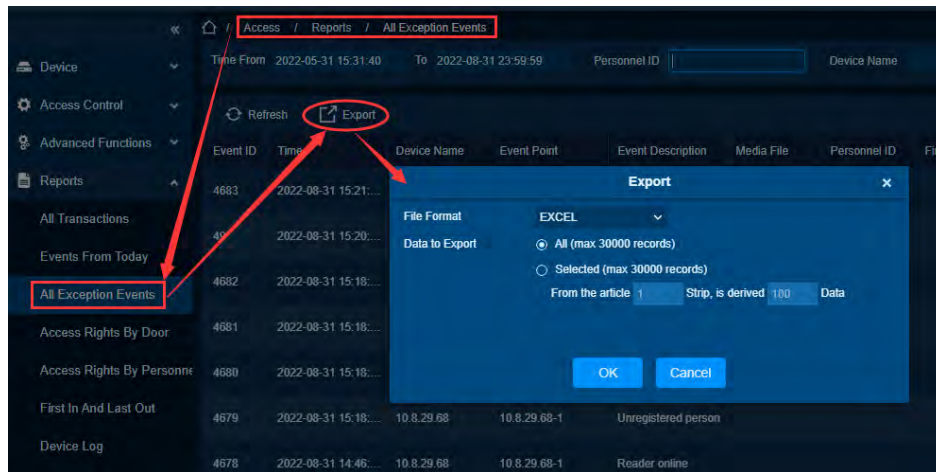 «
/ Access / Reports / All Exception Events
Device
Time From 2022-05-31 15:31:40 To 2022-08-31 23:59:59 Personnel ID Device Name
Access Control
Refresh Export
Advanced Functions
Event ID Time Device Name Event Point Event Description Media File Personnel ID Fir
Reports
Export ×
4683 2022-08-31 15:21:...
File Format EXCEL
All Transactions
Data to Export All (max 30000 records)
2022-08-31 15:20:...
Events From Today
Selected (max 30000 records)
4682 2022-08-31 15:18:...
All Exception Events
From the article 1 Strip, is derived 100 Data
Access Rights By Door
4681 2022-08-31 15:18:...
Access Rights By Personne
4680 2022-08-31 15:18:...
OK Cancel
First In And Last Out
4679 2022-08-31 15:18:... 10.8.29.68 10.8.29.68-1 Unregistered person
Device Log
4678 2022-08-31 14:46:... 10.8.29.68 10.8.29.68-1 Reader online